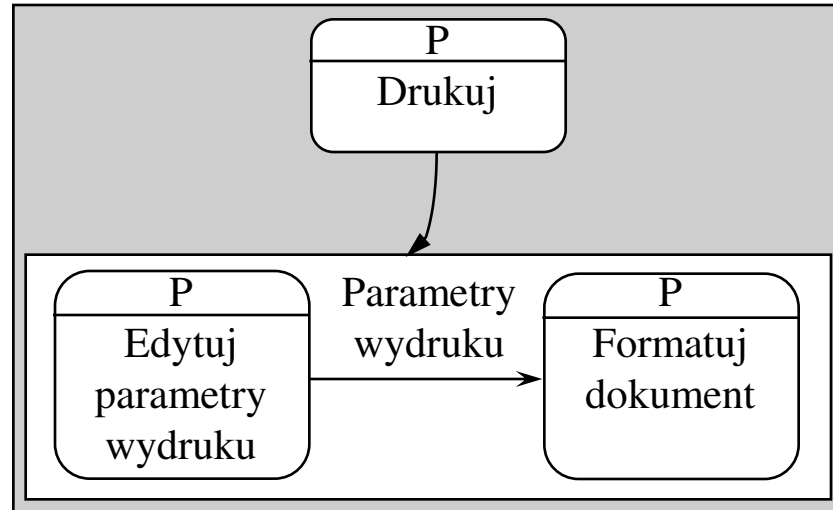 P
Drukuj
P
Edytuj
parametry
wydruku
Parametry
wydruku
P
Formatuj
dokument